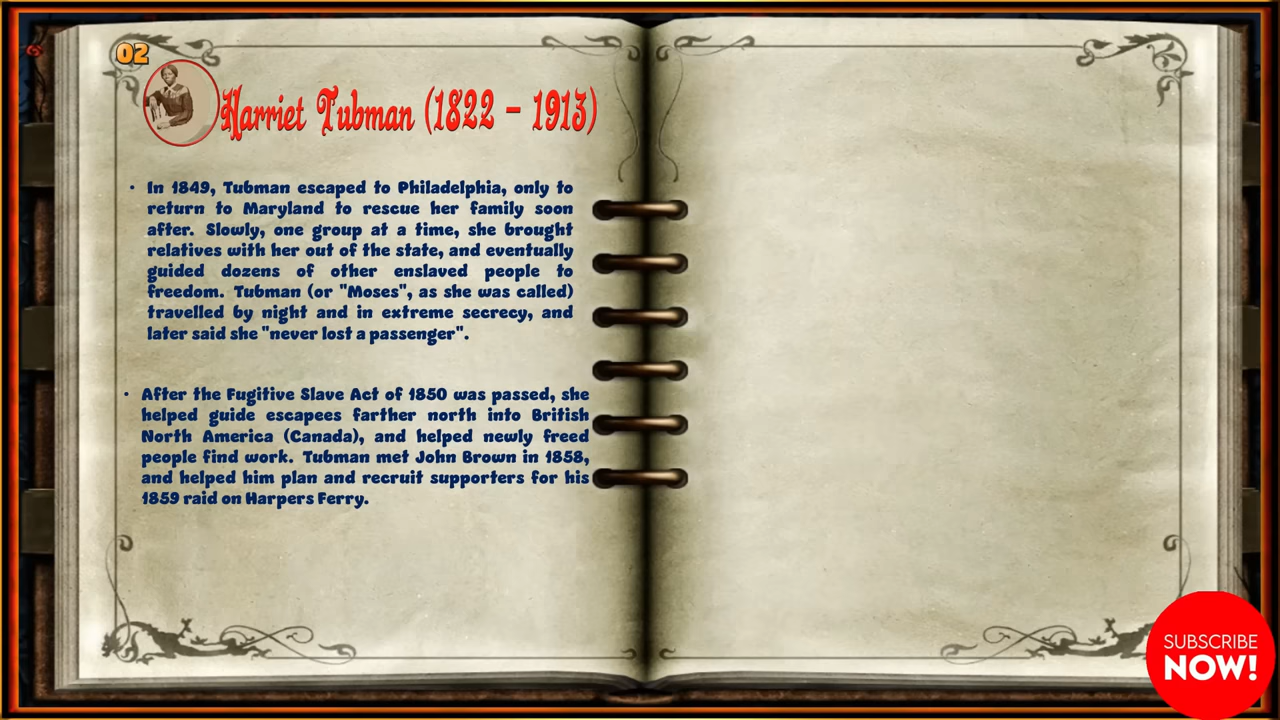 02
Harriet Tubman (1822 - 1913)
• In 1849, Tubman escaped to Philadelphia, only to
return to Maryland to rescue her family soon
after. Slowly, one group at a time, she brought
relatives with her out of the state, and eventually
guided dozens of other enslaved people to
freedom. Tubman (or "Moses", as she was called)
travelled by night and in extreme secrecy, and
later said she "never lost a passenger".
• After the Fugitive Slave Act of 1850 was passed, she
helped guide escapees farther north into British
North America (Canada), and helped newly freed
people find work. Tubman met John Brown in 1858,
and helped him plan and recruit supporters for his
1859 raid on Harpers Ferry.
SUBSCRIBE
NOW!